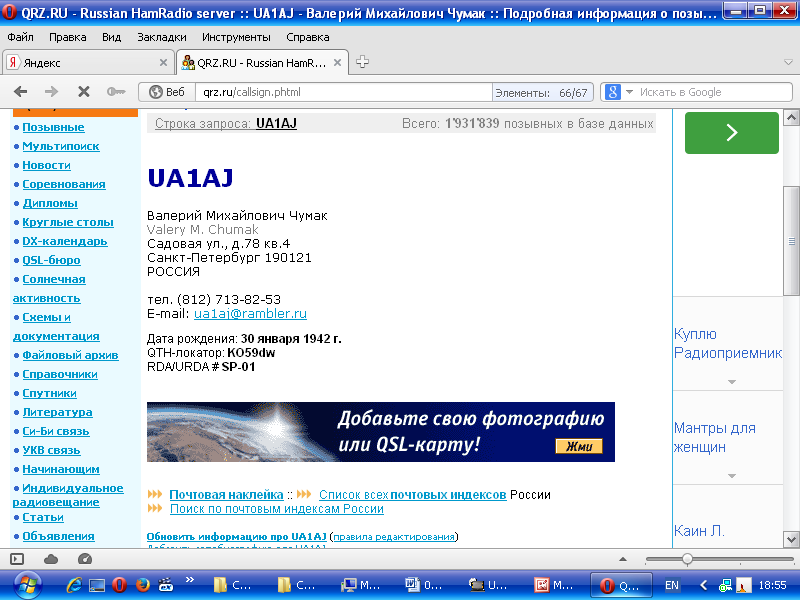 QRZ.RU - Russian HamRadio server :: UA1AJ - Валерий Михайлович Чумак :: Подробная информация о позы...
Файл Правка Вид Закладки Инструменты Справка
Яндекс
QRZ.RU - Russian HamR...
Веб qrz.ru/callsign.phtml Элементы: 66/67 Искать в Google
Позывные
Мультипоиск
Новости
Соревнования
Дипломы
Круглые столы
DX-календарь
QSL-бюро
Солнечная
активность
Схемы и
документация
Файловый архив
Справочники
Спутники
Литература
Си-Би связь
УКВ связь
Начинающим
Индивидуальное
радиовещание
Статьи
Объявления
Строка запроса: UA1AJ Всего: 1'931'839 позывных в базе данных
UA1AJ
Валерий Михайлович Чумак
Valery M. Chumak
Садовая ул., д.78 кв.4
Санкт-Петербург 190121
РОССИЯ
тел. (812) 713-82-53
E-mail: ua1aj@rambler.ru
Дата рождения: 30 января 1942 г.
QTH-локатор: KO59dw
RDA/URDA # SP-01
Добавьте свою фотографию
или QSL-карту!
Жми
Почтовая наклейка :: Список всех почтовых индексов России
Поиск по почтовым индексам России
Обновить информацию про UA1AJ (правила редактирования)
Куплю
Радиоприемник
Мантры для
женщин
Каин Л.
С... С... М... О... U... М... Q... EN 18:55